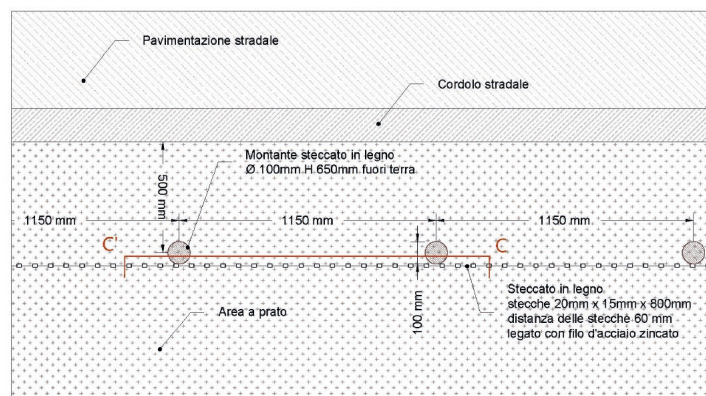 Pavimentazione stradale
Cordolo stradale
Montante steccato in legno
Ø 100mm H 650mm fuori terra
500 mm
1150 mm
1150 mm
1150 mm
C'
C
100 mm
Steccato in legno
stecche 20mm x 15mm x 800mm
distanza delle stecche 60 mm
legato con filo d'acciaio zincato
Area a prato